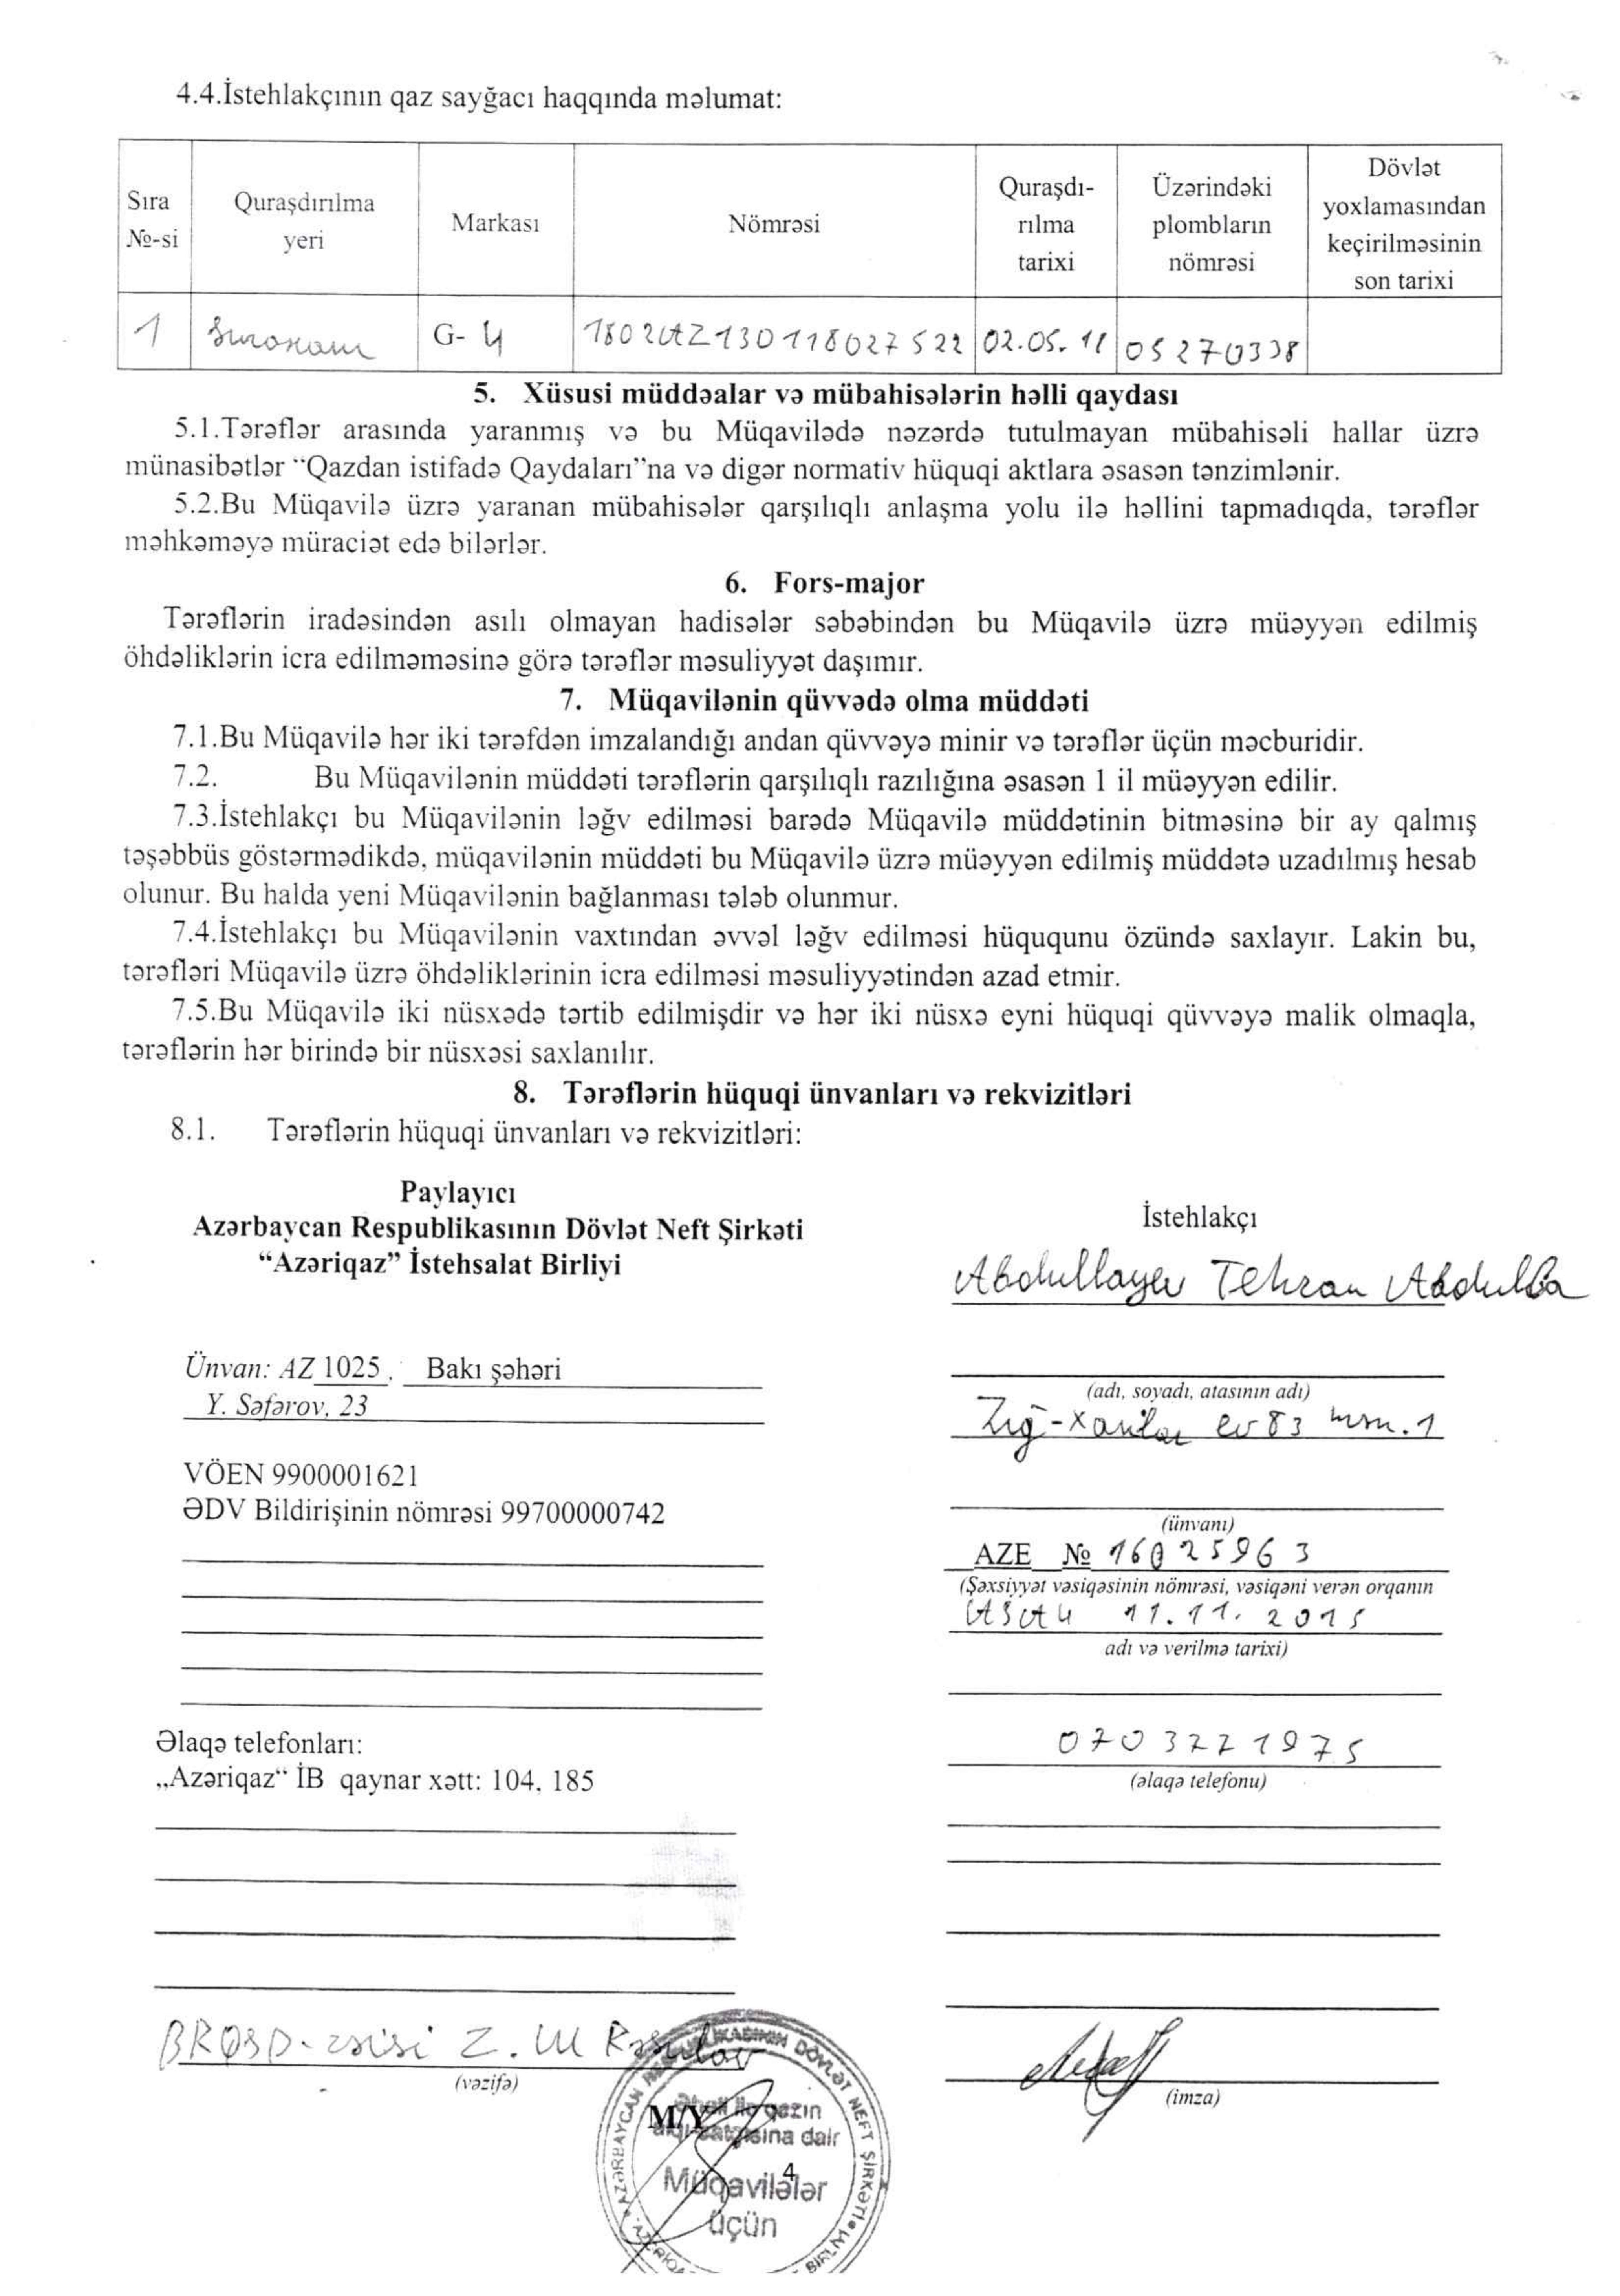 4.4.İstehlakçının qaz sayğacı haqqında məlumat:
Sıra №-si
Quraşdırılma yeri
Markası
Nömrəsi
Quraşdı-rılma tarixi
Üzərindəki plombların nömrəsi
Dövlət yoxlamasından keçirilməsinin son tarixi
1
Suraxanı
G- 4
1802AZ130118027522
02.05.18
05270338
5. Xüsusi müddəalar və mübahisələrin həlli qaydası
5.1.Tərəflər arasında yaranmış və bu Müqavilədə nəzərdə tutulmayan mübahisəli hallar üzrə
münasibətlər “Qazdan istifadə Qaydaları”na və digər normativ hüquqi aktlara əsasən tənzimlənir.
5.2.Bu Müqavilə üzrə yaranan mübahisələr qarşılıqlı anlaşma yolu ilə həllini tapmadıqda, tərəflər
məhkəməyə müraciət edə bilərlər.
6. Fors-major
Tərəflərin iradəsindən asılı olmayan hadisələr səbəbindən bu Müqavilə üzrə müəyyən edilmiş
öhdəliklərin icra edilməməsinə görə tərəflər məsuliyyət daşımır.
7. Müqavilənin qüvvədə olma müddəti
7.1.Bu Müqavilə hər iki tərəfdən imzalandığı andan qüvvəyə minir və tərəflər üçün məcburidir.
7.2. Bu Müqavilənin müddəti tərəflərin qarşılıqlı razılığına əsasən 1 il müəyyən edilir.
7.3.İstehlakçı bu Müqavilənin ləğv edilməsi barədə Müqavilə müddətinin bitməsinə bir ay qalmış
təşəbbüs göstərmədikdə, müqavilənin müddəti bu Müqavilə üzrə müəyyən edilmiş müddətə uzadılmış hesab
olunur. Bu halda yeni Müqavilənin bağlanması tələb olunmur.
7.4.İstehlakçı bu Müqavilənin vaxtından əvvəl ləğv edilməsi hüququnu özündə saxlayır. Lakin bu,
tərəfləri Müqavilə üzrə öhdəliklərinin icra edilməsi məsuliyyətindən azad etmir.
7.5.Bu Müqavilə iki nüsxədə tərtib edilmişdir və hər iki nüsxə eyni hüquqi qüvvəyə malik olmaqla,
tərəflərin hər birində bir nüsxəsi saxlanılır.
8. Tərəflərin hüquqi ünvanları və rekvizitləri
8.1. Tərəflərin hüquqi ünvanları və rekvizitləri:
Paylayıcı
Azərbaycan Respublikasının Dövlət Neft Şirkəti
“Azəriqaz” İstehsalat Birliyi
Ünvan: AZ 1025, Bakı şəhəri
Y. Səfərov, 23
VÖEN 9900001621
ƏDV Bildirişinin nömrəsi 99700000742
Əlaqə telefonları:
„Azəriqaz“ İB qaynar xətt: 104, 185
BRQSD-rəisi Z. M Rəsulov
(vəzifə)
M/Y
İstehlakçı
Abdullayev Tehran Abdulla
(adı, soyadı, atasının adı)
Zığ-Xanlar ev 83 mən. 1
(ünvanı)
AZE № 16025963
(Şəxsiyyət vəsiqəsinin nömrəsi, vəsiqəni verən orqanın
ASAN 11.11.2015
adı və verilmə tarixi)
0703221975
(əlaqə telefonu)
(imza)
AZƏRBAYCAN RESPUBLİKASININ DÖVLƏT NEFT ŞİRKƏTİ
Əhali ilə qazın
alqı-satqısına dair
Müqavilələr
üçün
4